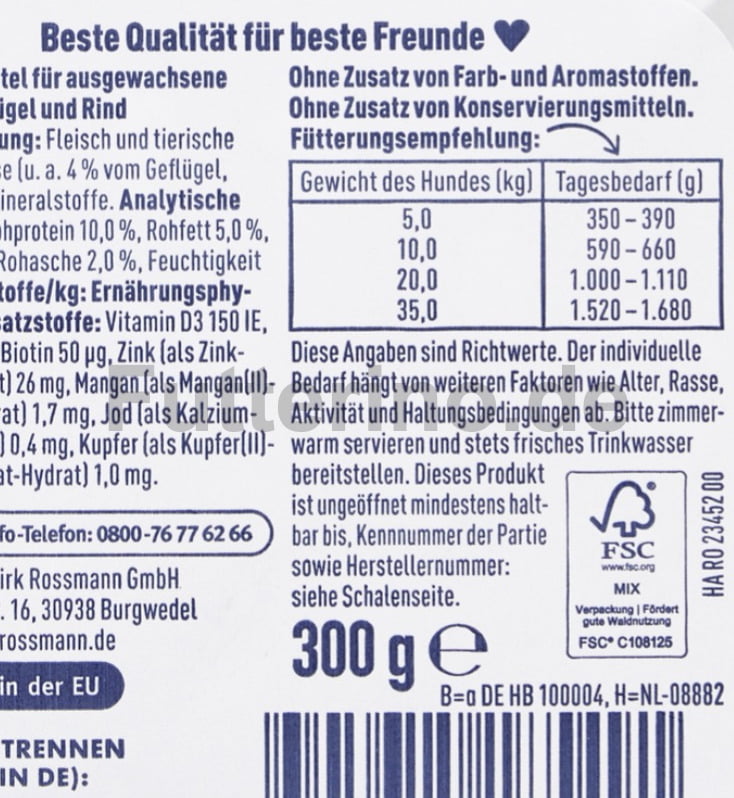 Beste Qualität für beste Freunde
tel für ausgewachsene
gel und Rind
ung: Fleisch und tierische
se (u. a. 4 % vom Geflügel,
ineralstoffe. Analytische
ohprotein 10,0 %, Rohfett 5,0 %,
Rohasche 2,0 %, Feuchtigkeit
toffe/kg: Ernährungsphy-
satzstoffe: Vitamin D3 150 IE,
Biotin 50 µg, Zink (als Zink-
t) 26 mg, Mangan (als Mangan(II)-
at) 1,7 mg, Jod (als Kalzium-
) 0,4 mg, Kupfer (als Kupfer(II)-
at-Hydrat) 1,0 mg.
fo-Telefon: 0800-76 77 62 66
irk Rossmann GmbH
. 16, 30938 Burgwedel
rossmann.de
in der EU
TRENNEN
IN DE):
Ohne Zusatz von Farb- und Aromastoffen.
Ohne Zusatz von Konservierungsmitteln.
Fütterungsempfehlung:
Gewicht des Hundes (kg) Tagesbedarf (g)
5,0 350 – 390
10,0 590 – 660
20,0 1.000 – 1.110
35,0 1.520 – 1.680
Diese Angaben sind Richtwerte. Der individuelle
Bedarf hängt von weiteren Faktoren wie Alter, Rasse,
Aktivität und Haltungsbedingungen ab. Bitte zimmer-
warm servieren und stets frisches Trinkwasser
bereitstellen. Dieses Produkt
ist ungeöffnet mindestens halt-
bar bis, Kennnummer der Partie
sowie Herstellernummer:
siehe Schalenseite.
FSC
www.fsc.org
MIX
Verpackung | Fördert
gute Waldnutzung
FSC® C108125
HA RO 23452 00
300 g e
B=a DE HB 100004, H=NL-08882
Futterino.de